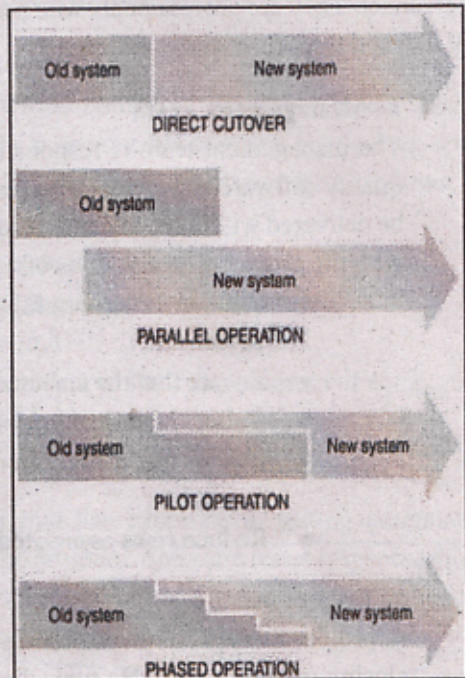 Old system New system
DIRECT CUTOVER
Old system
New system
PARALLEL OPERATION
Old system New system
PILOT OPERATION
Old system New system
PHASED OPERATION